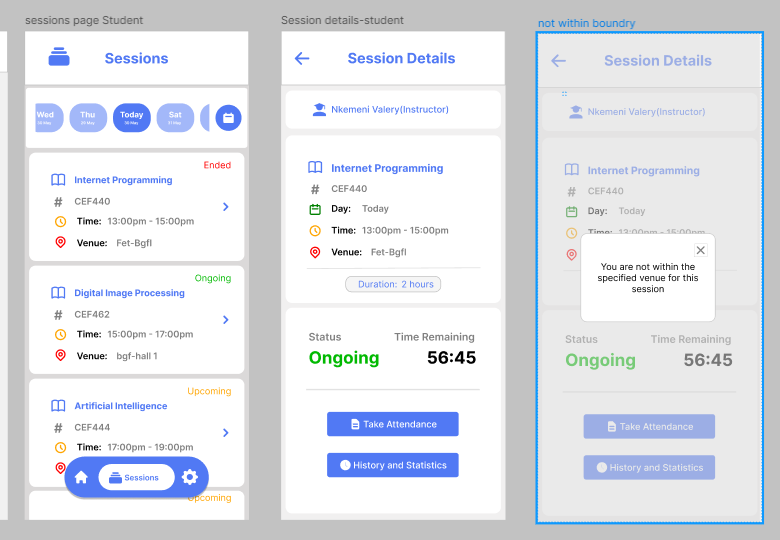 sessions page Student
Sessions
Wed
Thu
Today
Sat
Ended
Internet Programming
# CEF440
Time: 13:00pm - 15:00pm
Venue: Fet-Bgfl
Ongoing
Digital Image Processing
# CEF462
Time: 15:00pm - 17:00pm
Venue: bgf-hall 1
Upcoming
Artificial Intelligence
# CEF444
Time: 17:00pm - 19:00pm
Sessions
Upcoming
Session details-student
Session Details
Nkemeni Valery(Instructor)
Internet Programming
# CEF440
Day: Today
Time: 13:00pm - 15:00pm
Venue: Fet-Bgfl
Duration: 2 hours
Status Time Remaining
Ongoing 56:45
Take Attendance
History and Statistics
not within boundry
Session Details
Nkemeni Valery(Instructor)
Internet Programming
# CEF440
Day: Today
Time: 13:00pm - 15:00pm
You are not within the
specified venue for this
session
Status Time Remaining
Ongoing 56:45
Take Attendance
History and Statistics